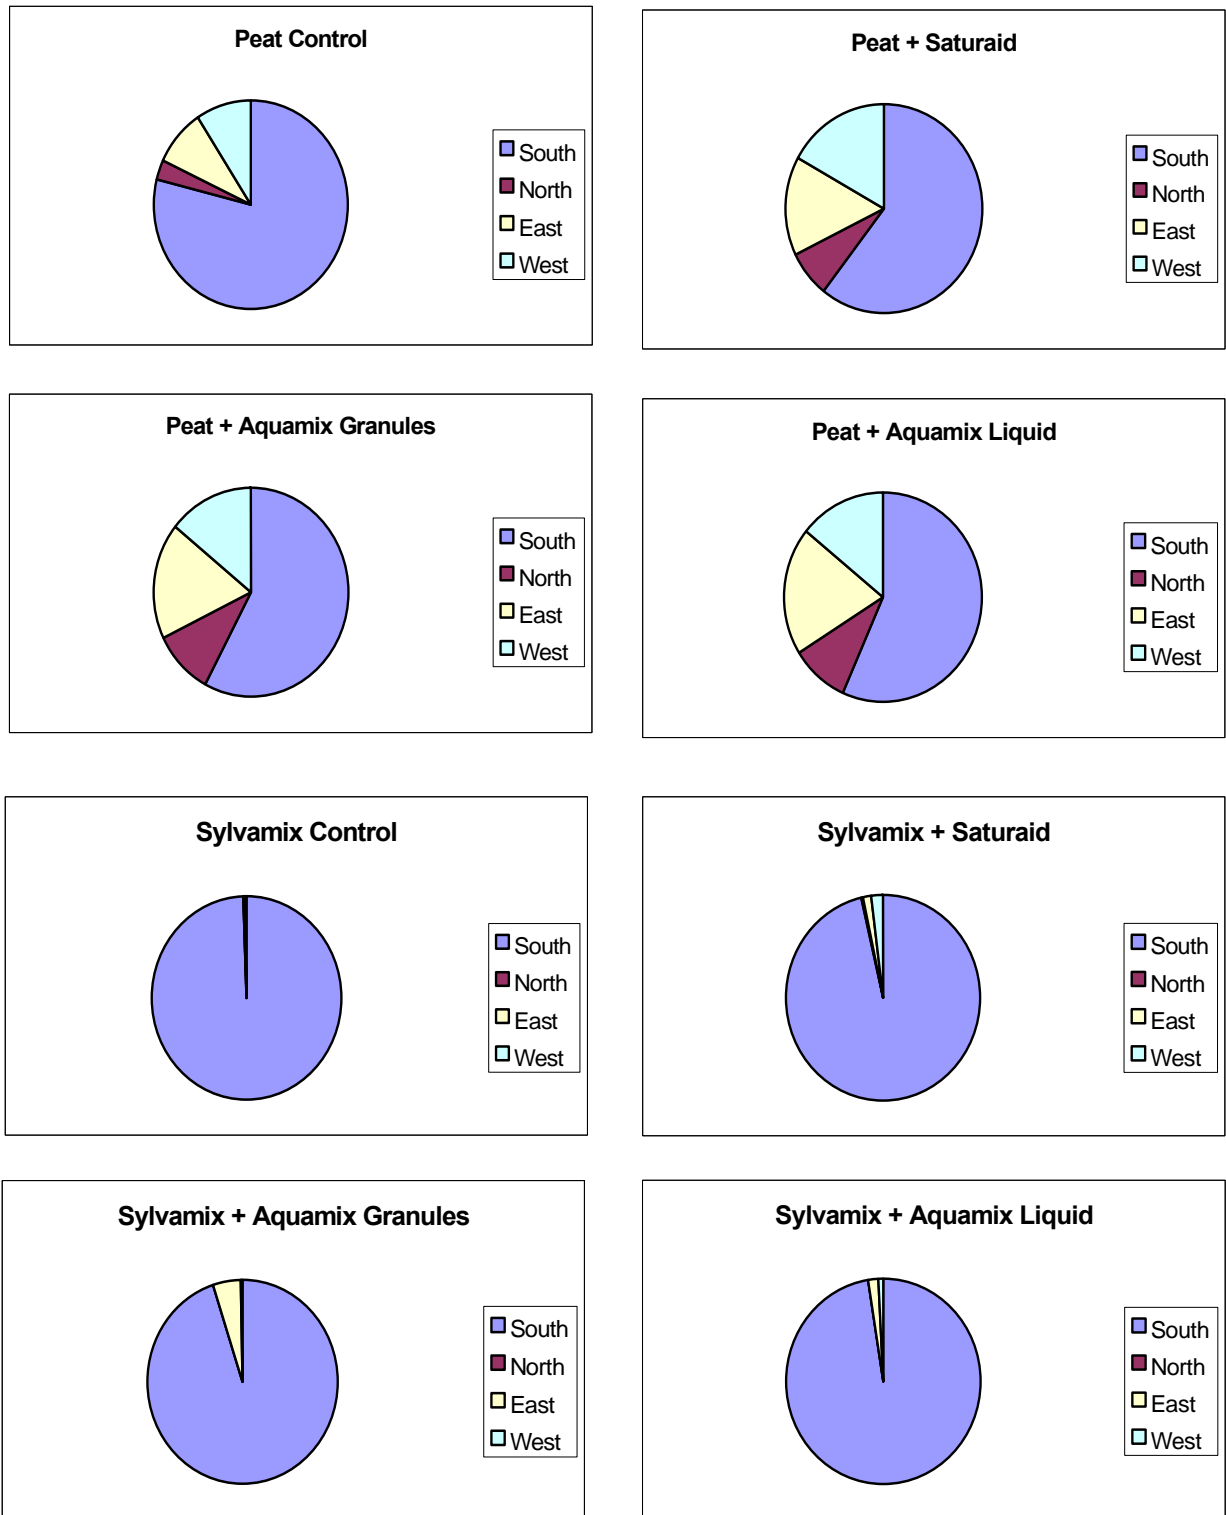 Peat Control
South
North
East
West
Peat + Saturaid
South
North
East
West
Peat + Aquamix Granules
South
North
East
West
Peat + Aquamix Liquid
South
North
East
West
Sylvamix Control
South
North
East
West
Sylvamix + Saturaid
South
North
East
West
Sylvamix + Aquamix Granules
South
North
East
West
Sylvamix + Aquamix Liquid
South
North
East
West